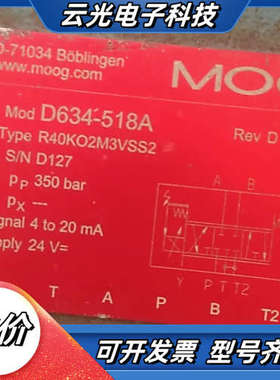 云光电子科技
D-71034 Böblingen
www.moog.com
MOO
Mod D634-518A
Type R40KO2M3VSS2
Rev D
S/N D127
pP 350 bar
A B
pX ---
gnal 4 to 20 mA
pply 24 V=
Y P T T2
T A P B T2
价
可开发票 型号齐